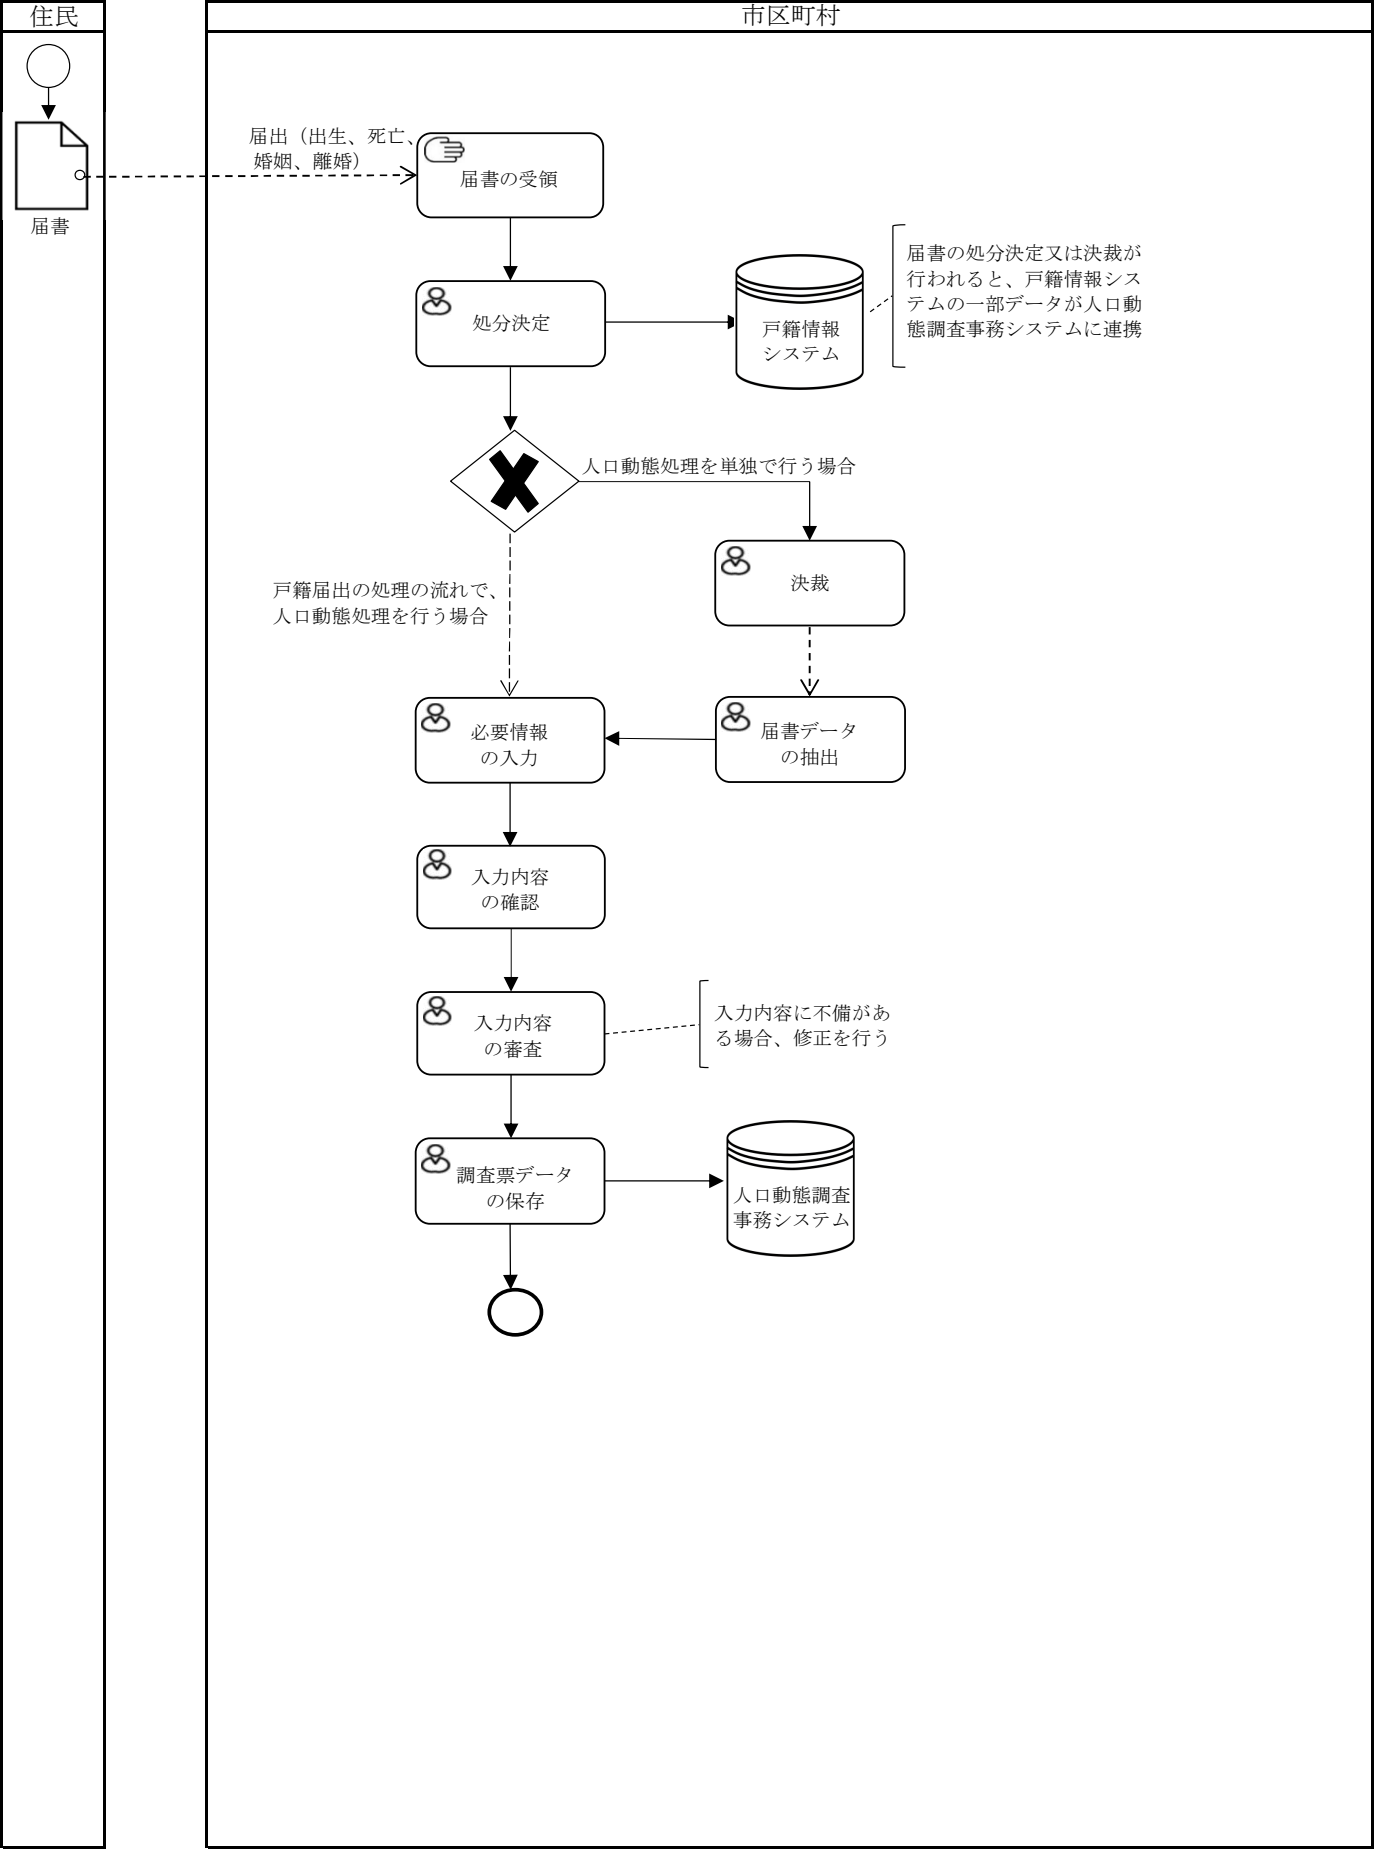 住民
市区町村
届出（出生、死亡、
婚姻、離婚）
届書
届書の受領
届書の処分決定又は決裁が
行われると、戸籍情報シス
テムの一部データが人口動
態調査事務システムに連携
処分決定
戸籍情報
システム
人口動態処理を単独で行う場合
戸籍届出の処理の流れで、
人口動態処理を行う場合
決裁
必要情報
の入力
届書データ
の抽出
入力内容
の確認
入力内容
の審査
入力内容に不備があ
る場合、修正を行う
調査票データ
の保存
人口動態調査
事務システム